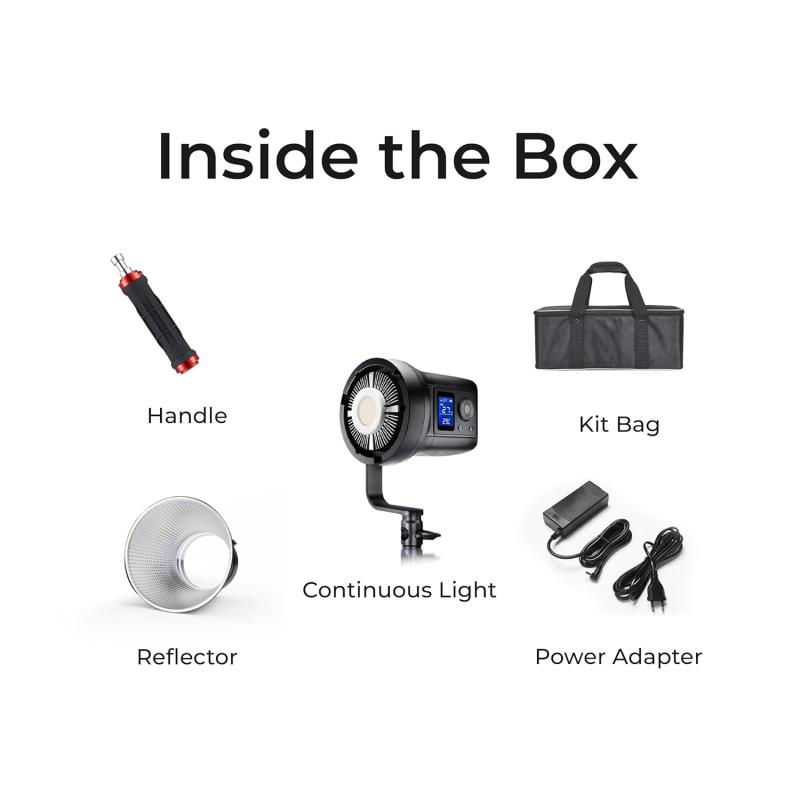 Inside the Box
Handle
Kit Bag
Continuous Light
Reflector
Power Adapter